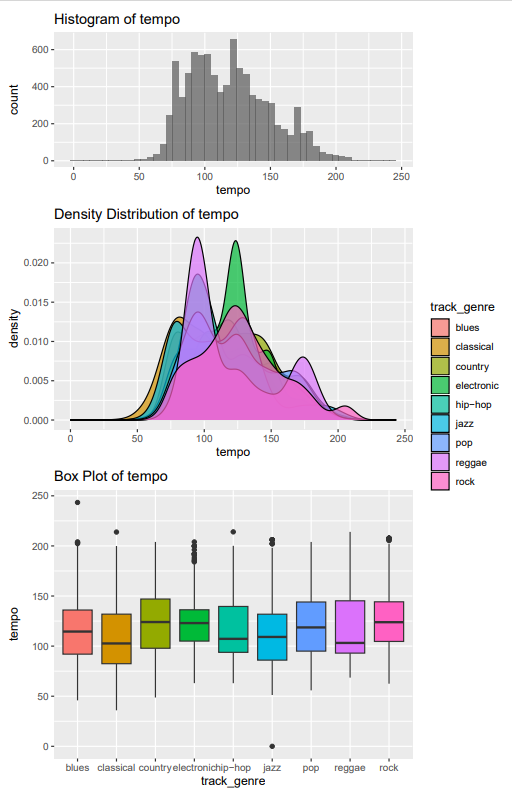 Histogram of tempo
600
400
200
0
count
0 50 100 150 200 250
tempo
Density Distribution of tempo
0.020
0.015
0.010
0.005
0.000
density
0 50 100 150 200 250
tempo
track_genre
blues
classical
country
electronic
hip-hop
jazz
pop
reggae
rock
Box Plot of tempo
250
200
150
100
50
0
tempo
blues classical country electronic hip-hop jazz pop reggae rock
track_genre